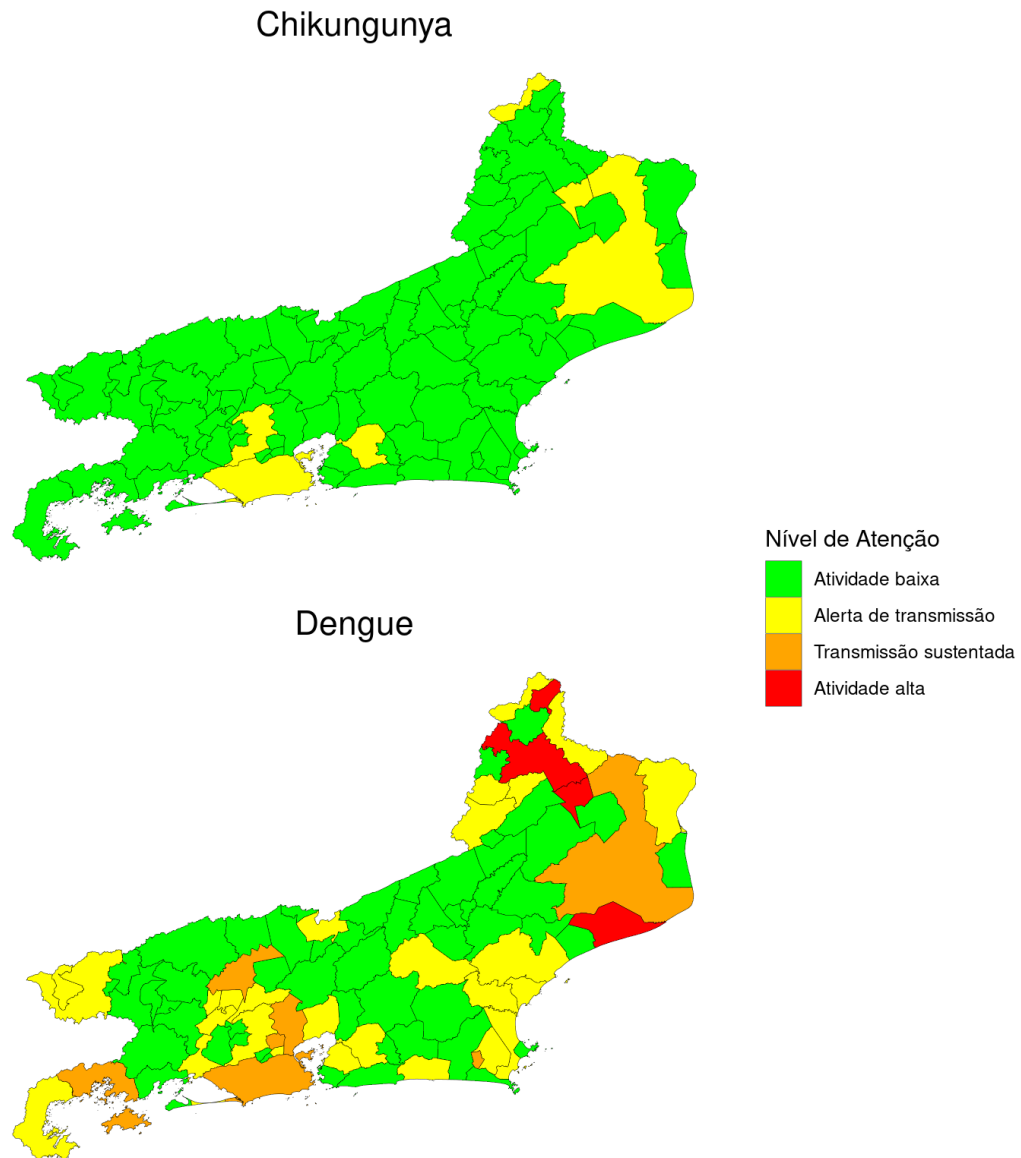 Chikungunya
Nível de Atenção
Atividade baixa
Alerta de transmissão
Transmissão sustentada
Atividade alta
Dengue